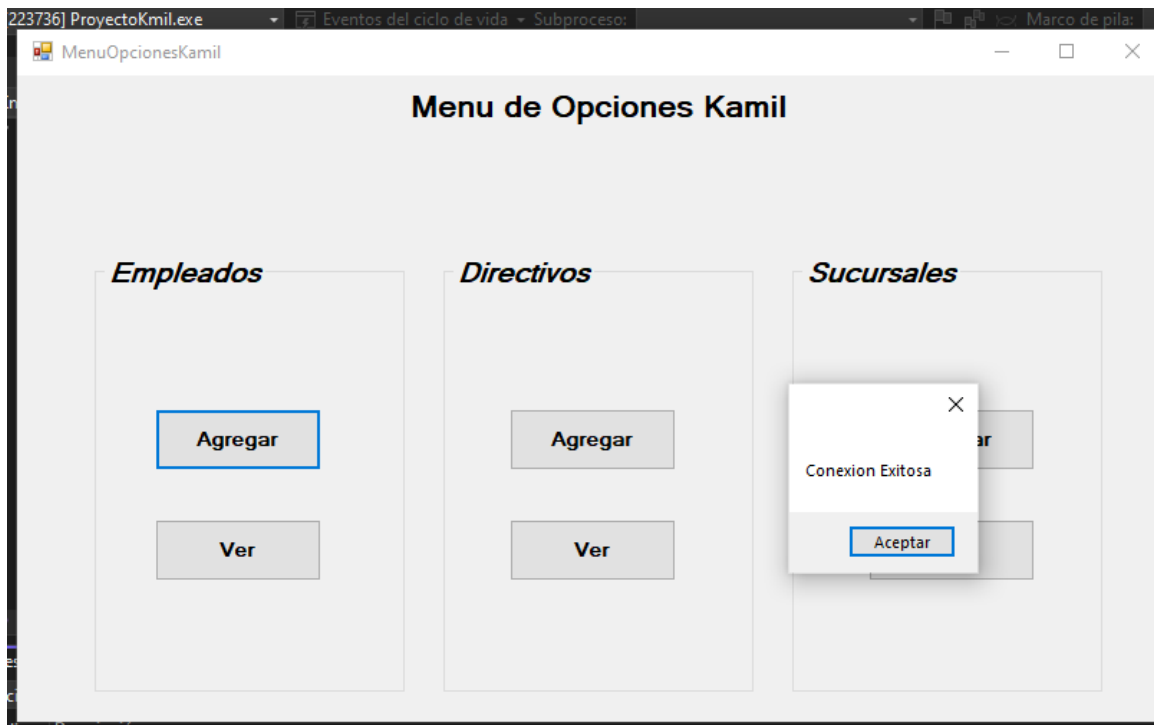 223736] ProyectoKmil.exe Eventos del ciclo de vida Subproceso: Marco de pila:
MenuOpcionesKamil
Menu de Opciones Kamil
Empleados Directivos Sucursales
Agregar Agregar ar
Conexion Exitosa
Aceptar
Ver Ver